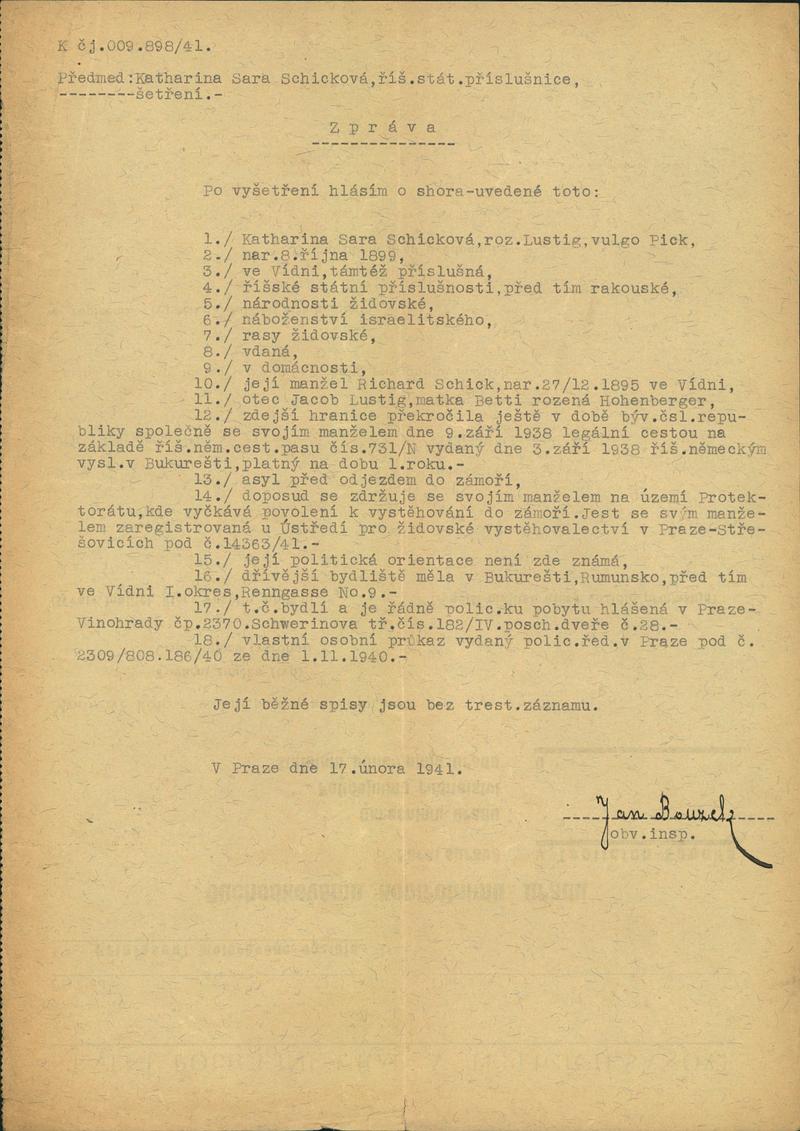 K čj.009.898/41.
Předmed:Katharina Sara Schicková,říš.stát.příslušnice,
--------šetření.-
Zpráva
Po vyšetření hlásím o shora-uvedené toto:
1./ Katharina Sara Schicková,roz.Lustig,vulgo Pick,
2./ nar.8.října 1899,
3./ ve Vídni,támtéž příslušná,
4./ říšské státní příslušnosti,před tím rakouské,
5./ národnosti židovské,
6./ náboženství israelitského,
7./ rasy židovské,
8./ vdaná,
9./ v domácnosti,
10./ její manžel Richard Schick,nar.27/12.1895 ve Vídni,
11./ otec Jacob Lustig,matka Betti rozená Hohenberger,
12./ zdejší hranice překročila ještě v době býv.čsl.repu-
bliky společně se svojím manželem dne 9.září 1938 legální cestou na
základě říš.něm.cest.pasu čís.731/N vydaný dne 3.září 1938 říš.německým
vysl.v Bukurešti,platný na dobu 1.roku.-
13./ asyl před odjezdem do zámoří,
14./ doposud se zdržuje se svojím manželem na území Protek-
torátu,kde vyčkává povolení k vystěhování do zámoří.Jest se svým manže-
lem zaregistrovaná u Ústředí pro židovské vystěhovalectví v Praze-Stře-
šovicích pod č.14363/41.-
15./ její politická orientace není zde známá,
16./ dřívější bydliště měla v Bukurešti,Rumunsko,před tím
ve Vídni I.okres,Renngasse No.9.-
17./ t.č.bydlí a je řádně polic.ku pobytu hlášená v Praze-
Vinohrady čp.2370.Schwerinova tř.čís.182/IV.posch.dveře č.28.-
18./ vlastní osobní průkaz vydaný polic.řed.v Praze pod č.
2309/808.186/40 ze dne 1.11.1940.-
Její běžné spisy jsou bez trest.záznamu.
V Praze dne 17.února 1941.
Jan
obv.insp.